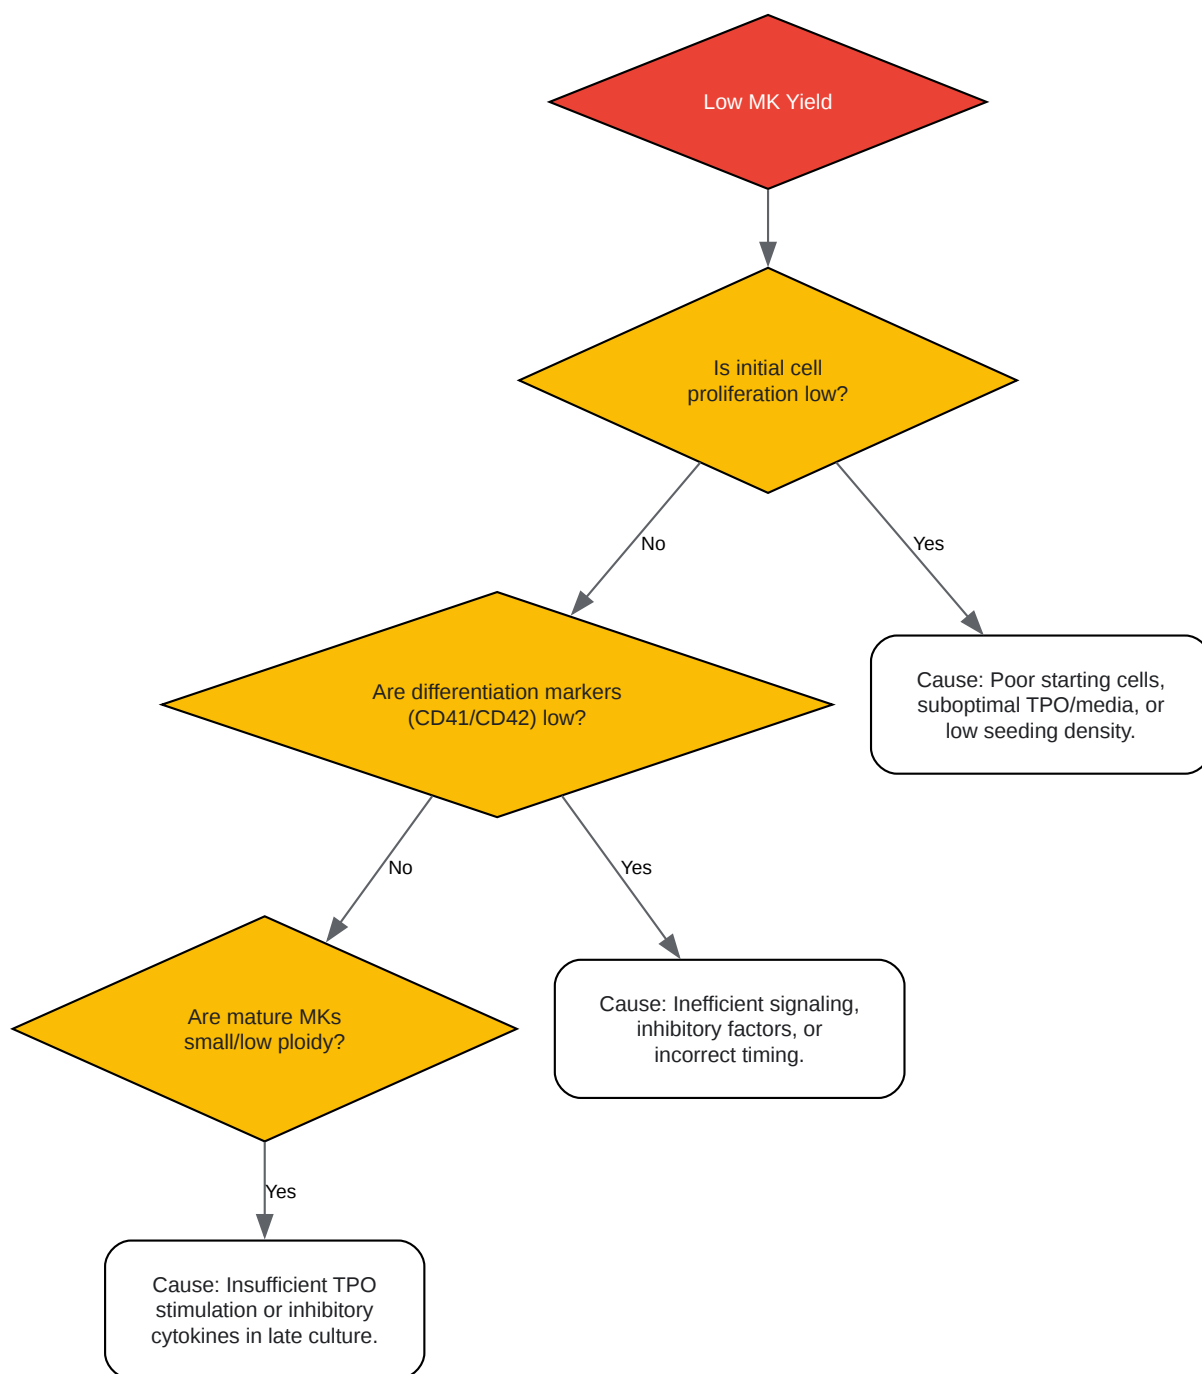 Low MK Yield
Is initial cell
proliferation low?
No
Yes
Are differentiation markers
(CD41/CD42) low?
Cause: Poor starting cells,
suboptimal TPO/media, or
low seeding density.
No
Yes
Are mature MKs
small/low ploidy?
Cause: Inefficient signaling,
inhibitory factors, or
incorrect timing.
Yes
Cause: Insufficient TPO
stimulation or inhibitory
cytokines in late culture.